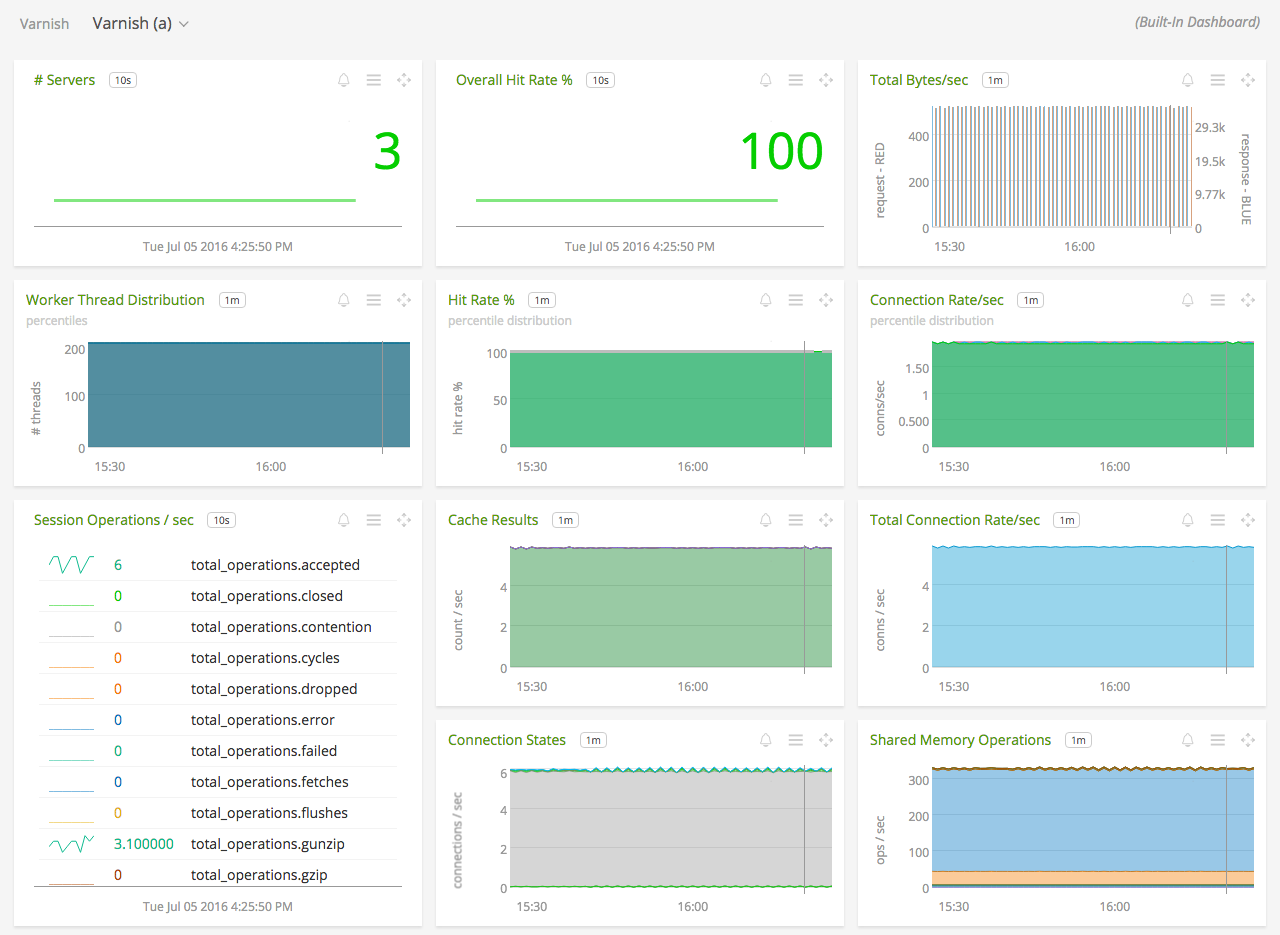 Varnish Varnish (a) (Built-In Dashboard)
# Servers 10s
3
Tue Jul 05 2016 4:25:50 PM
Overall Hit Rate % 10s
100
Tue Jul 05 2016 4:25:50 PM
Total Bytes/sec 1m
request - RED
400
200
0
29.3k
19.5k
9.77k
0
response - BLUE
15:30 16:00
Worker Thread Distribution 1m
percentiles
# threads
200
100
0
15:30 16:00
Hit Rate % 1m
percentile distribution
hit rate %
100
50
0
15:30 16:00
Connection Rate/sec 1m
percentile distribution
conns/sec
1.50
1
0.500
0
15:30 16:00
Session Operations / sec 10s
6 total_operations.accepted
0 total_operations.closed
0 total_operations.contention
0 total_operations.cycles
0 total_operations.dropped
0 total_operations.error
0 total_operations.failed
0 total_operations.fetches
0 total_operations.flushes
3.100000 total_operations.gunzip
0 total_operations.gzip
Tue Jul 05 2016 4:25:50 PM
Cache Results 1m
count / sec
4
2
0
15:30 16:00
Total Connection Rate/sec 1m
conns / sec
4
2
0
15:30 16:00
Connection States 1m
connections / sec
6
4
2
0
15:30 16:00
Shared Memory Operations 1m
ops / sec
300
200
100
0
15:30 16:00